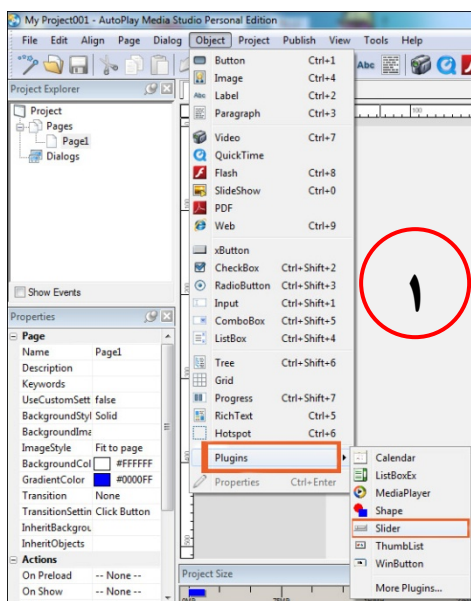 My Project001 - AutoPlay Media Studio Personal Edition
File Edit Align Page Dialog Object Project Publish View Tools Help
Project Explorer
Project
Pages
Page1
Dialogs
Show Events
Properties
Page
Name Page1
Description
Keywords
UseCustomSett false
BackgroundStyl Solid
BackgroundIma
ImageStyle Fit to page
BackgroundCol #FFFFFF
GradientColor #0000FF
Transition None
TransitionSettin Click Button
InheritBackgrou
InheritObjects
Actions
On Preload -- None --
On Show -- None --
Button Ctrl+1
Image Ctrl+4
Abc Label Ctrl+2
Paragraph Ctrl+3
Video Ctrl+7
QuickTime
Flash Ctrl+8
SlideShow Ctrl+0
PDF
Web Ctrl+9
xButton
CheckBox Ctrl+Shift+2
RadioButton Ctrl+Shift+3
Input Ctrl+Shift+1
ComboBox Ctrl+Shift+5
ListBox Ctrl+Shift+4
Tree Ctrl+Shift+6
Grid
Progress Ctrl+Shift+7
RichText Ctrl+5
Hotspot Ctrl+6
Plugins
Properties Ctrl+Enter
Calendar
ListBoxEx
MediaPlayer
Shape
Slider
ThumbList
WinButton
More Plugins...
Abc
100
۱
Project Size